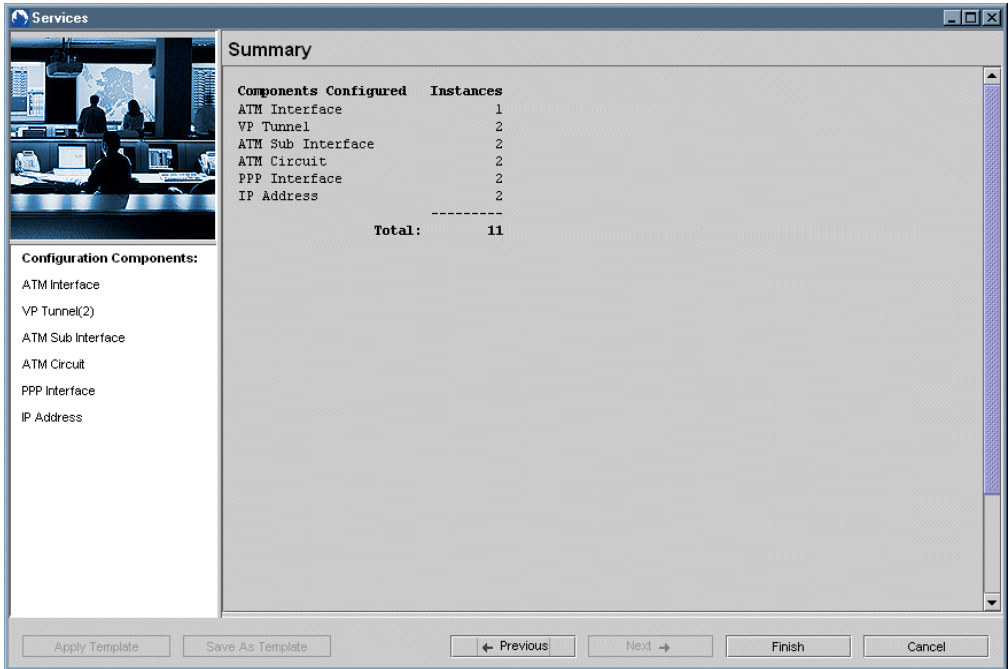 Services
Summary
Components Configured Instances
ATM Interface 1
VP Tunnel 2
ATM Sub Interface 2
ATM Circuit 2
PPP Interface 2
IP Address 2
---------
Total: 11
Configuration Components:
ATM Interface
VP Tunnel(2)
ATM Sub Interface
ATM Circuit
PPP Interface
IP Address
Apply Template
Save As Template
Previous
Next
Finish
Cancel